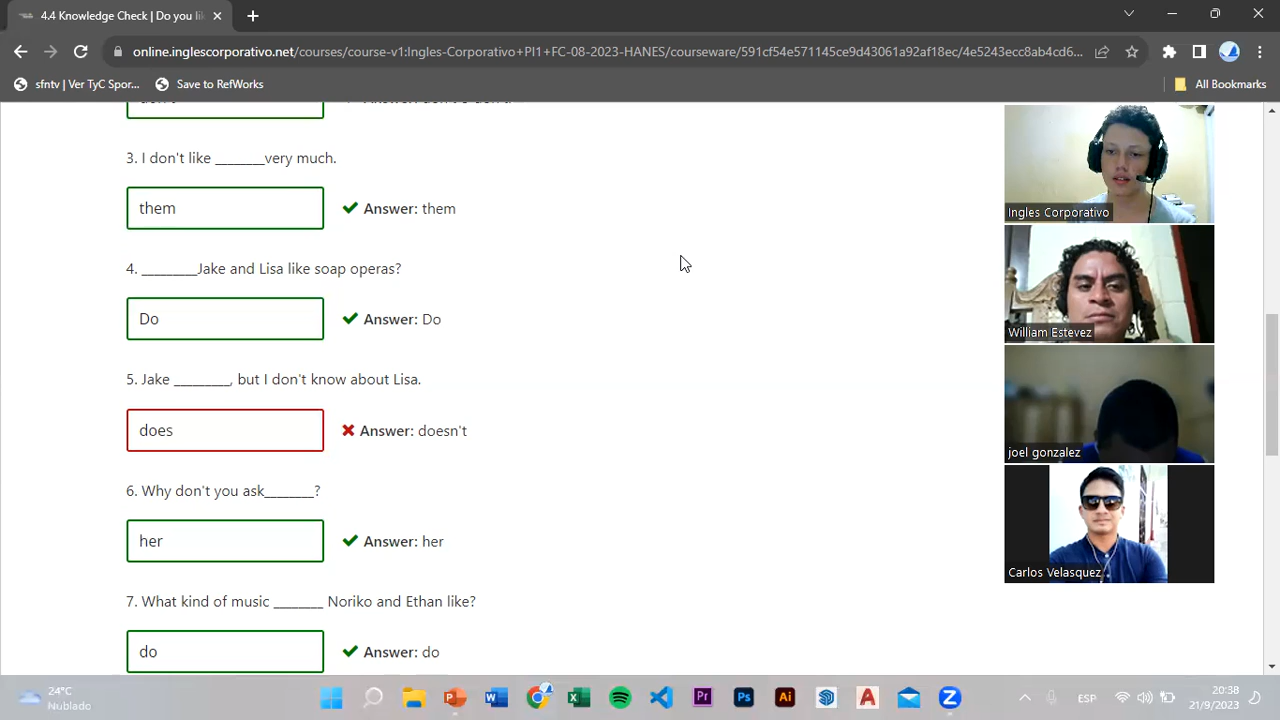 4.4 Knowledge Check | Do you li
online.inglescorporativo.net/courses/course-v1:Ingles-Corporativo+PI1+FC-08-2023-HANES/courseware/591cf54e571145ce9d43061a92af18ec/4e5243ecc8ab4cd6...
sfntv | Ver TyC Spor...
Save to RefWorks
All Bookmarks
3. I don't like ________very much.
them
Answer: them
4. _________Jake and Lisa like soap operas?
Do
Answer: Do
5. Jake _________, but I don't know about Lisa.
does
Answer: doesn't
6. Why don't you ask________?
her
Answer: her
7. What kind of music ________ Noriko and Ethan like?
do
Answer: do
Ingles Corporativo
William Estevez
joel gonzalez
Carlos Velasquez
24°C
Nublado
ESP
20:38
21/9/2023